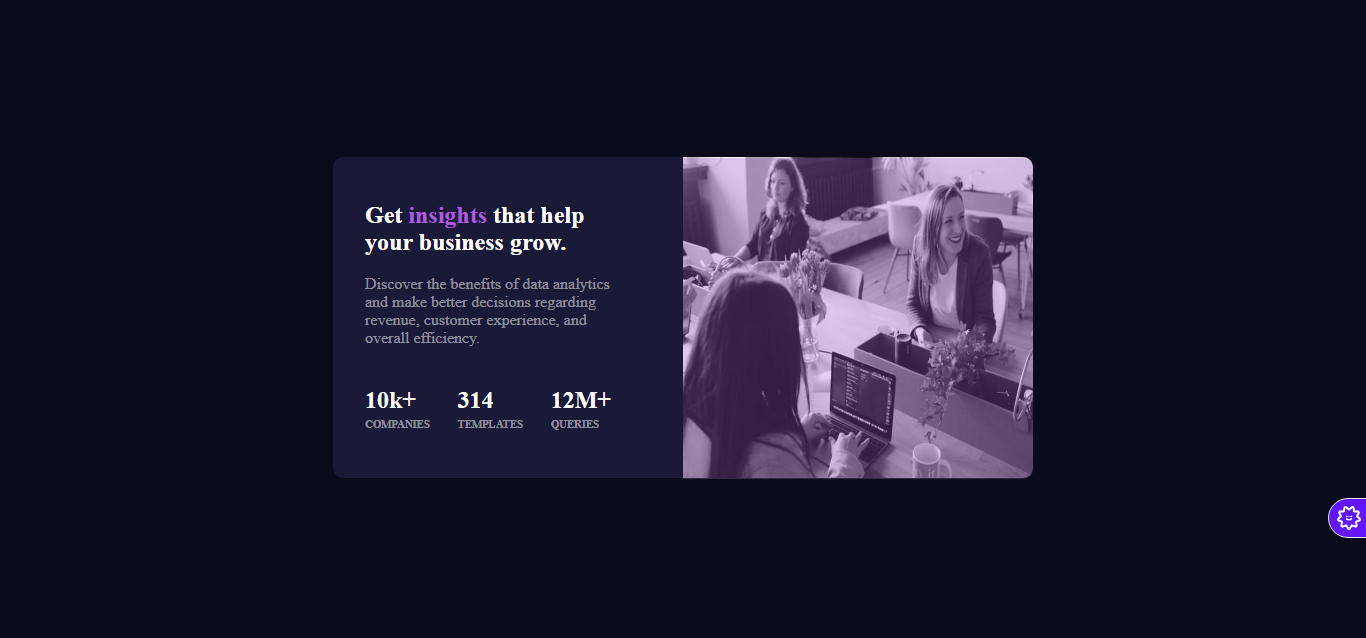 Get insights that help
your business grow.
Discover the benefits of data analytics
and make better decisions regarding
revenue, customer experience, and
overall efficiency.
10k+ 314 12M+
COMPANIES TEMPLATES QUERIES